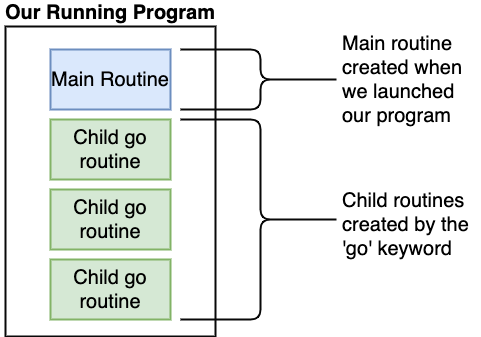 Our Running Program
Main Routine
Main routine
created when
we launched
our program
Child go
routine
Child go
routine
Child go
routine
Child routines
created by the
'go' keyword